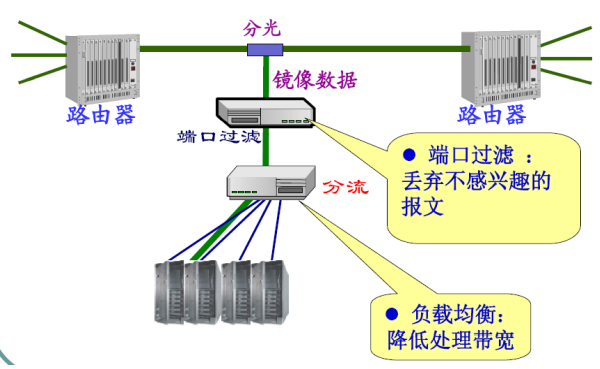 分光
镜像数据
路由器
路由器
端口过滤
● 端口过滤：
丢弃不感兴趣的
报文
分流
● 负载均衡：
降低处理带宽